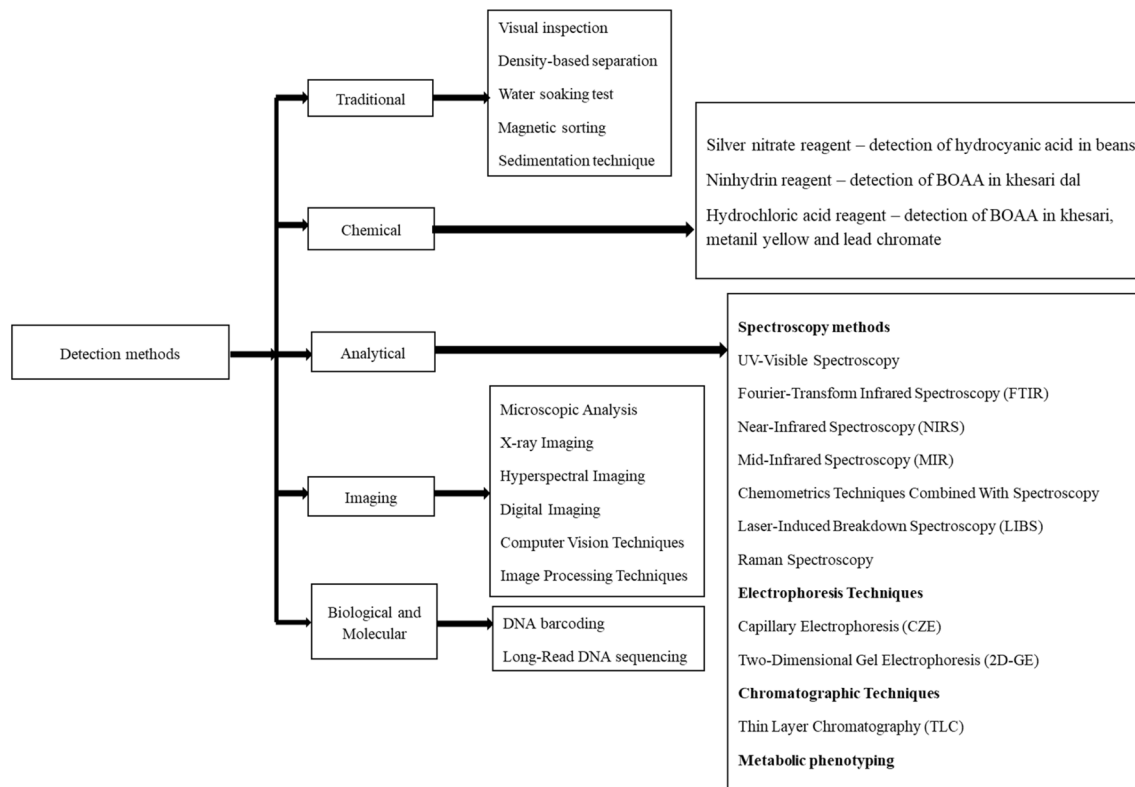 Detection methods
Traditional
Visual inspection
Density-based separation
Water soaking test
Magnetic sorting
Sedimentation technique
Chemical
Silver nitrate reagent – detection of hydrocyanic acid in beans
Ninhydrin reagent – detection of BOAA in khesari dal
Hydrochloric acid reagent – detection of BOAA in khesari,
metanil yellow and lead chromate
Analytical
Spectroscopy methods
UV-Visible Spectroscopy
Fourier-Transform Infrared Spectroscopy (FTIR)
Near-Infrared Spectroscopy (NIRS)
Mid-Infrared Spectroscopy (MIR)
Chemometrics Techniques Combined With Spectroscopy
Laser-Induced Breakdown Spectroscopy (LIBS)
Raman Spectroscopy
Electrophoresis Techniques
Capillary Electrophoresis (CZE)
Two-Dimensional Gel Electrophoresis (2D-GE)
Chromatographic Techniques
Thin Layer Chromatography (TLC)
Metabolic phenotyping
Imaging
Microscopic Analysis
X-ray Imaging
Hyperspectral Imaging
Digital Imaging
Computer Vision Techniques
Image Processing Techniques
Biological and
Molecular
DNA barcoding
Long-Read DNA sequencing